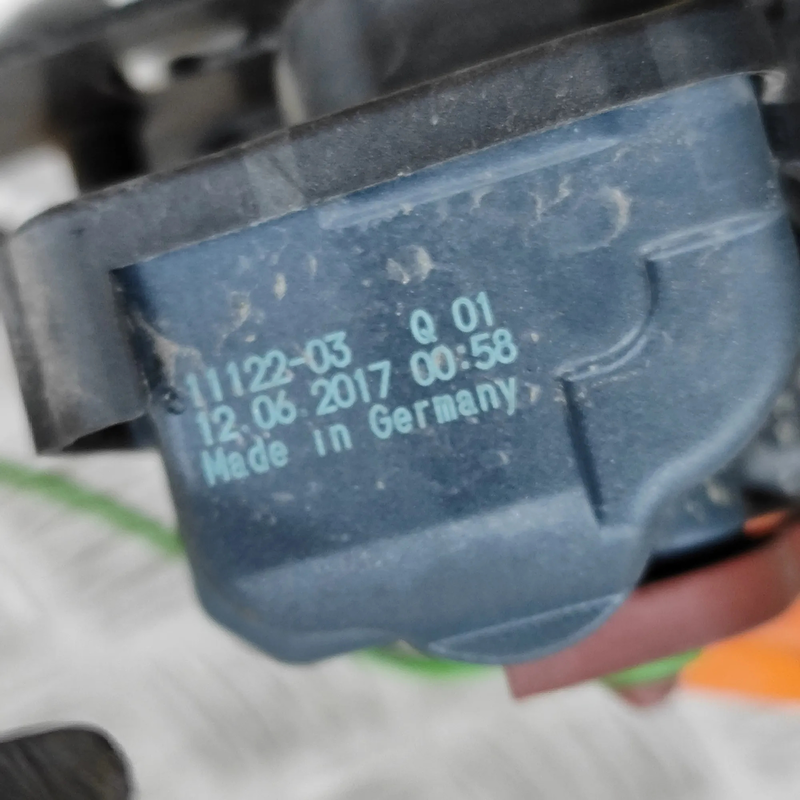 11122-03 Q 01
12.06.2017 00:58
Made in Germany